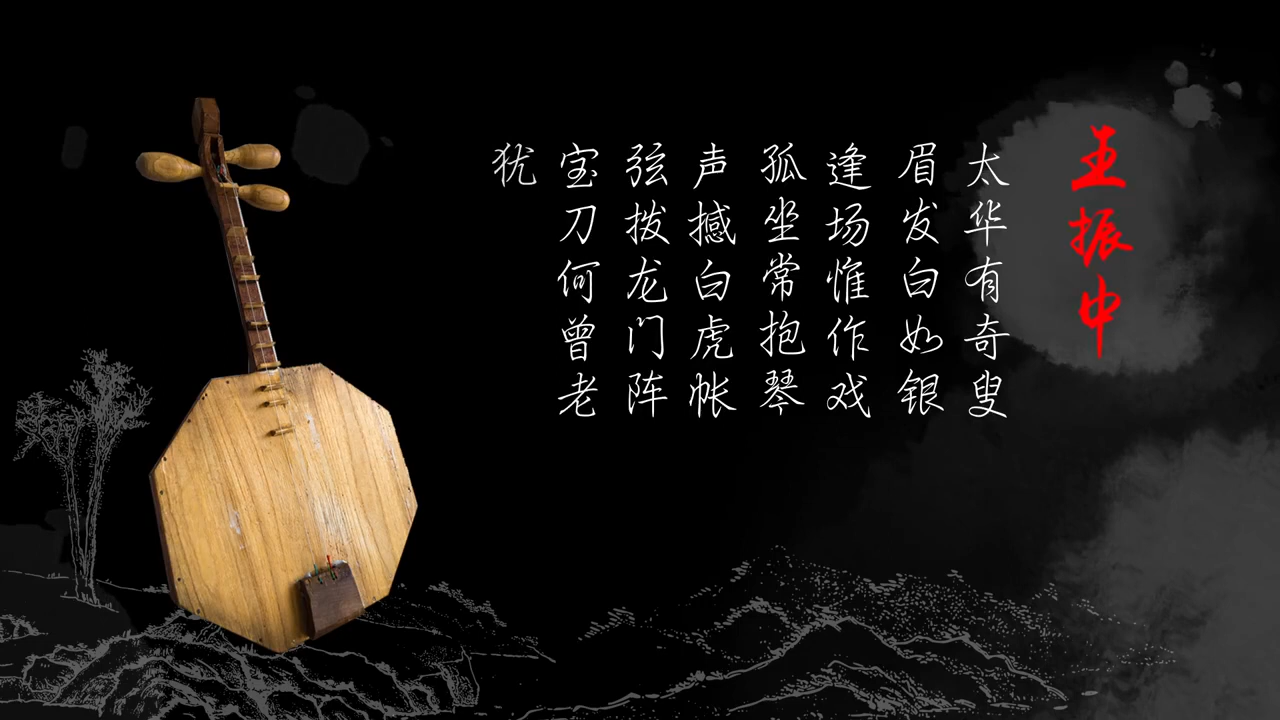 王振中
太华有奇叟
眉发白如银
逢场惟作戏
孤坐常抱琴
声撼白虎帐
弦拨龙门阵
宝刀何曾老
犹